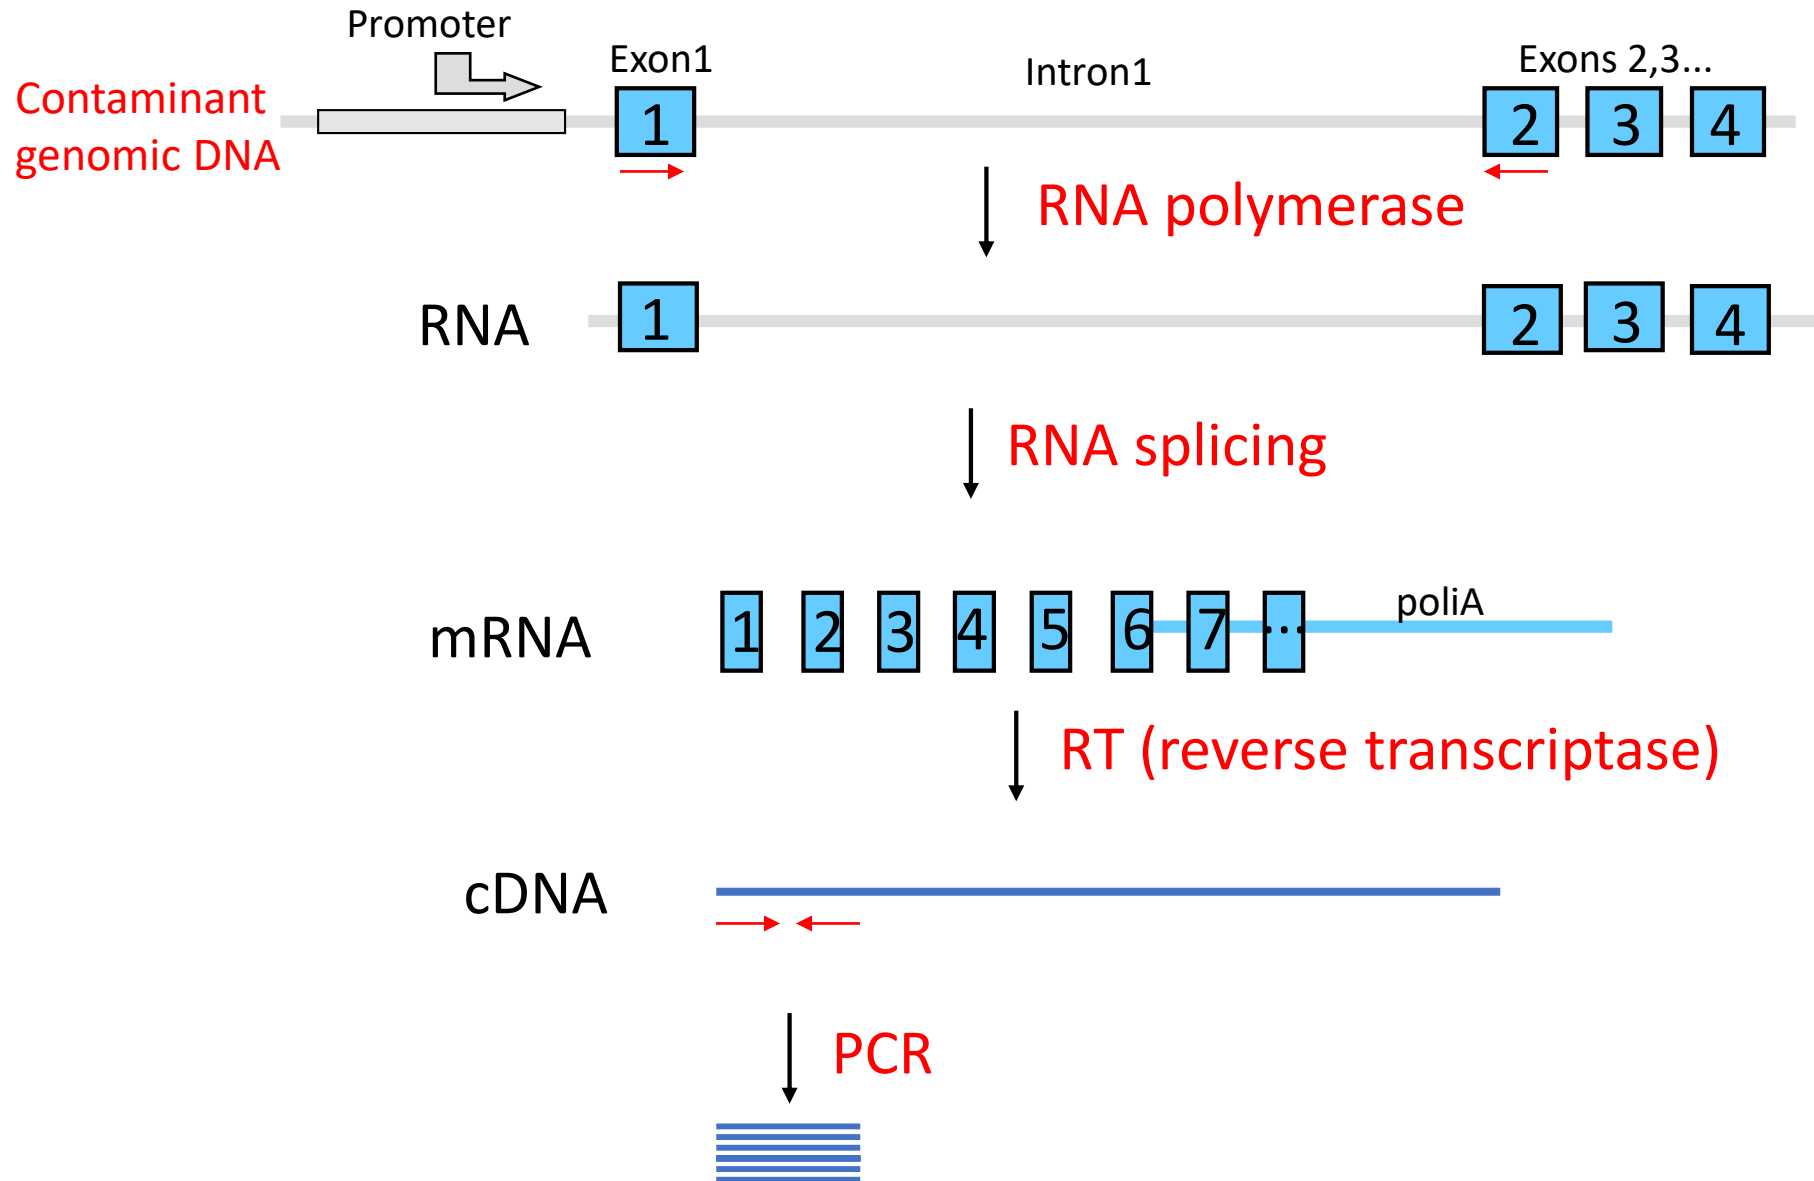 Promoter
Exon1
Intron1
Exons 2,3...
Contaminant
genomic DNA
1
2
3
4
RNA polymerase
RNA
1
2
3
4
RNA splicing
mRNA
1
2
3
4
5
6
7
...
poliA
RT (reverse transcriptase)
cDNA
PCR